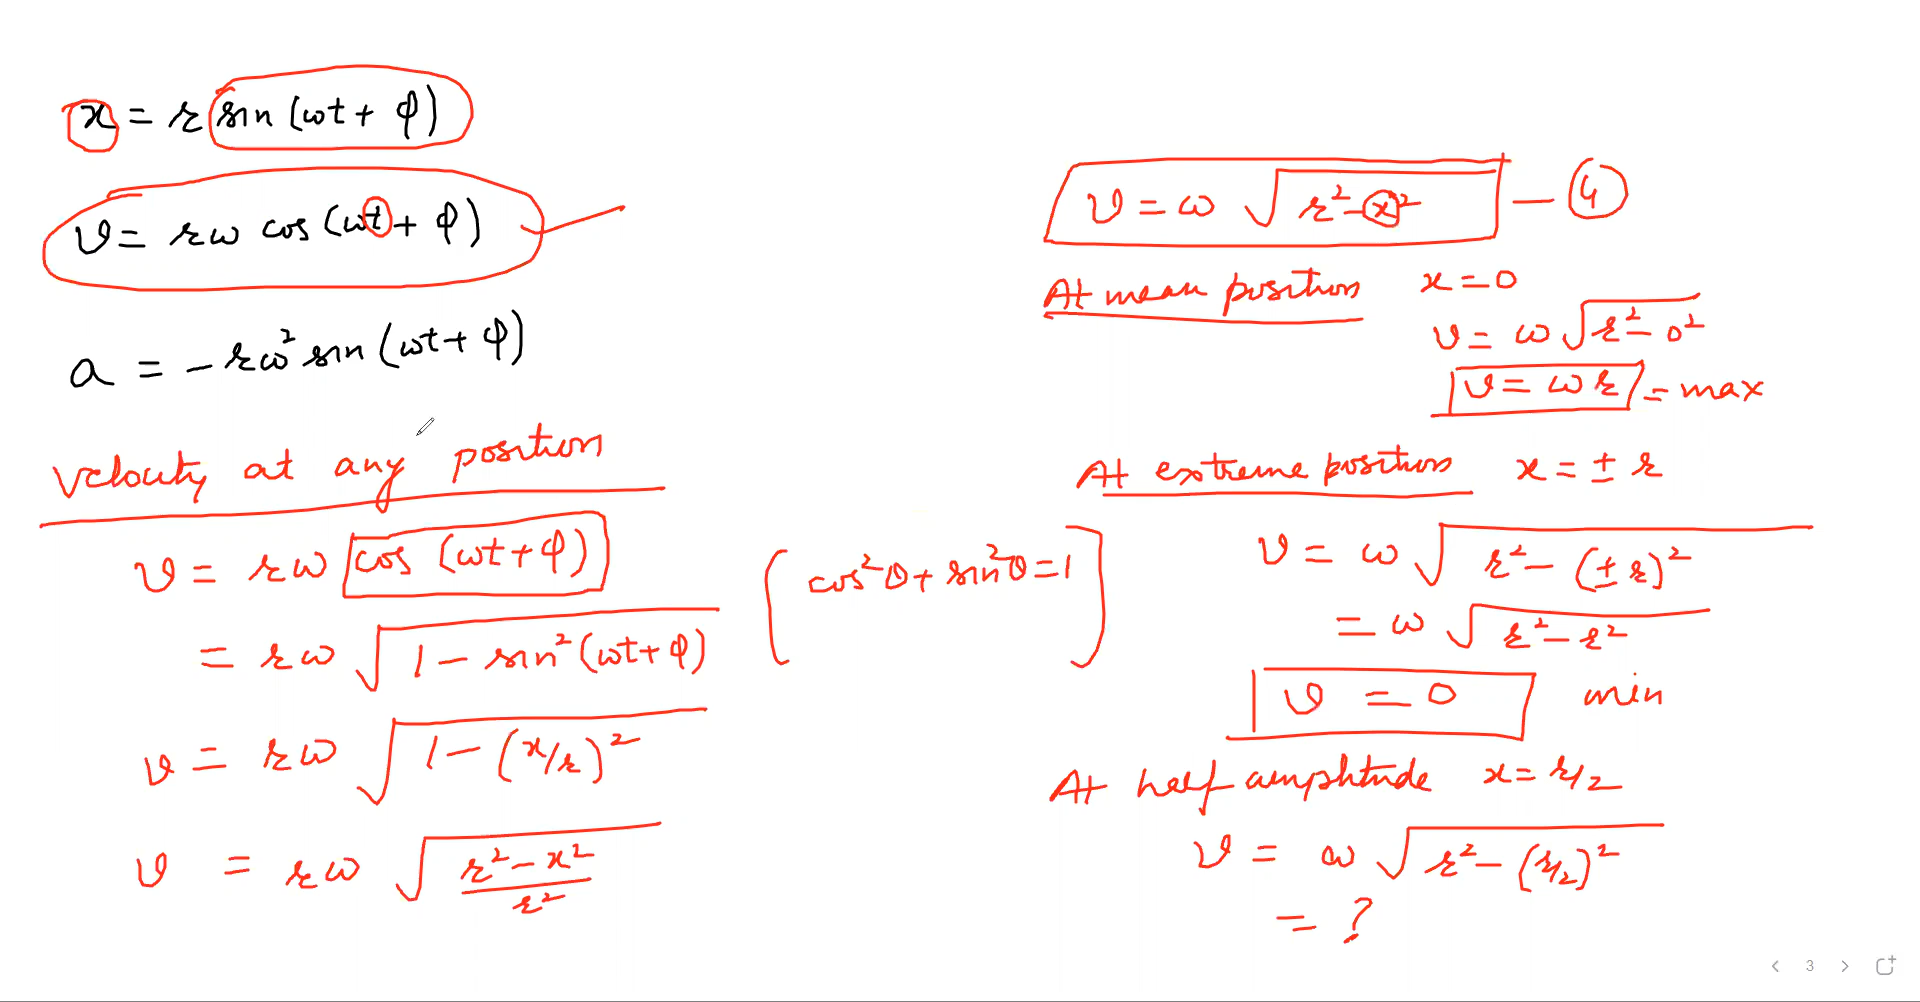 x = r sin (ωt + φ)
v = rω cos (ωt + φ)
a = - rω² sin (ωt + φ)
Velocity at any position
v = rω cos (ωt + φ)
= rω √(1 - sin² (ωt + φ)) [cos²θ + sin²θ = 1]
v = rω √(1 - (x/r)²)
v = rω √((r² - x²)/r²)
v = ω √(r² - x²) — (4)
At mean position x = 0
v = ω √(r² - 0²)
v = ω r = max
At extreme position x = ± r
v = ω √(r² - (± r)²)
= ω √(r² - r²)
v = 0 min
At half amplitude x = r/2
v = ω √(r² - (r/2)²)
= ?
3